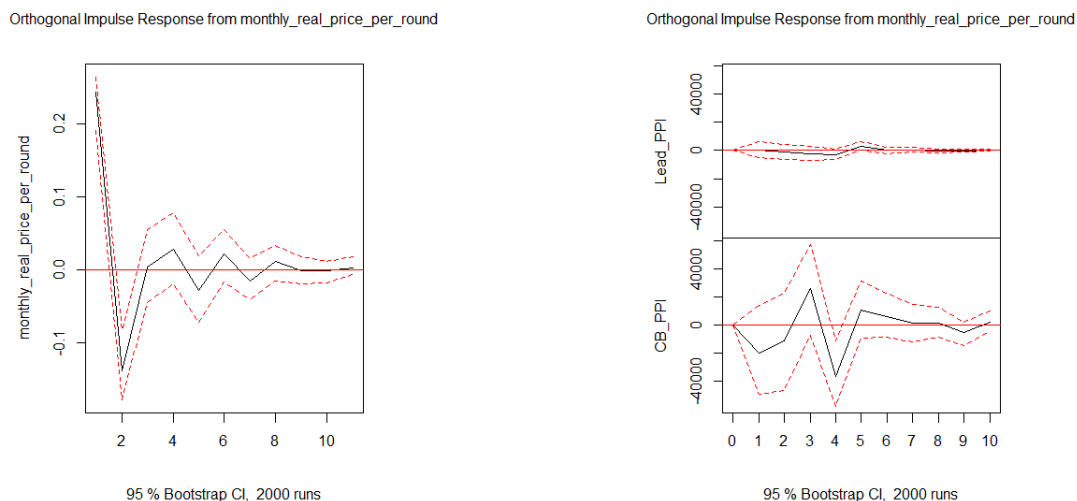 Orthogonal Impulse Response from monthly_real_price_per_round
monthly_real_price_per_round
0.2
0.1
0.0
-0.1
2 4 6 8 10
95 % Bootstrap CI, 2000 runs
Orthogonal Impulse Response from monthly_real_price_per_round
Lead_PPI
40000
0
-40000
CB_PPI
40000
0
-40000
0 1 2 3 4 5 6 7 8 9 10
95 % Bootstrap CI, 2000 runs